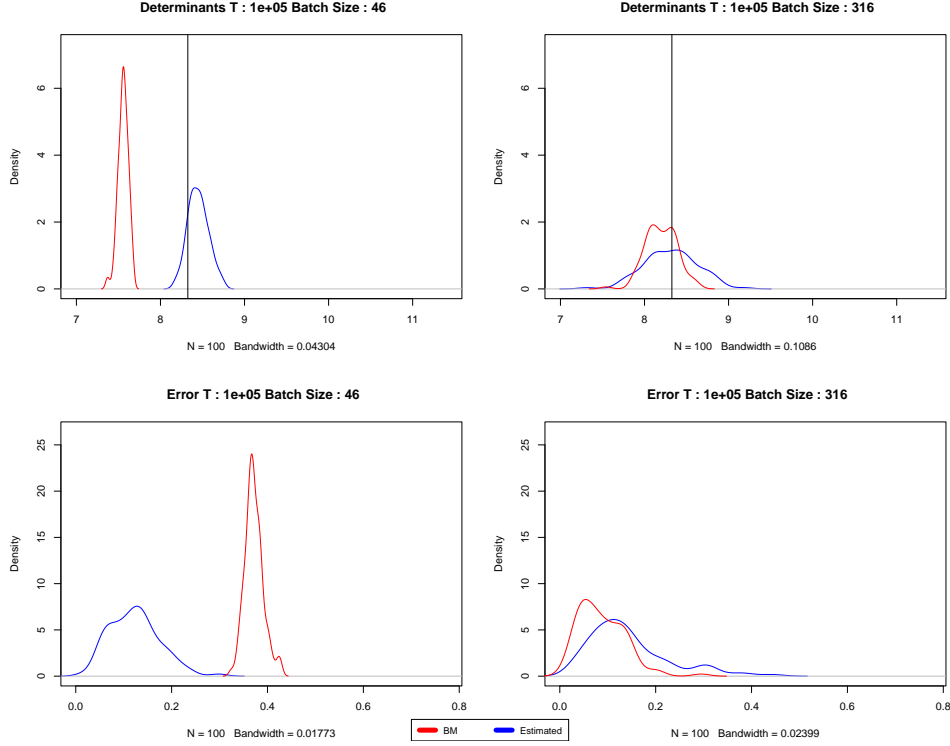 Determinants T : 1e+05 Batch Size : 46
Density
0 2 4 6
7 8 9 10 11
N = 100 Bandwidth = 0.04304
Determinants T : 1e+05 Batch Size : 316
Density
0 2 4 6
7 8 9 10 11
N = 100 Bandwidth = 0.1086
Error T : 1e+05 Batch Size : 46
Density
0 5 10 15 20 25
0.0 0.2 0.4 0.6 0.8
N = 100 Bandwidth = 0.01773
Error T : 1e+05 Batch Size : 316
Density
0 5 10 15 20 25
0.0 0.2 0.4 0.6 0.8
N = 100 Bandwidth = 0.02399
BM Estimated